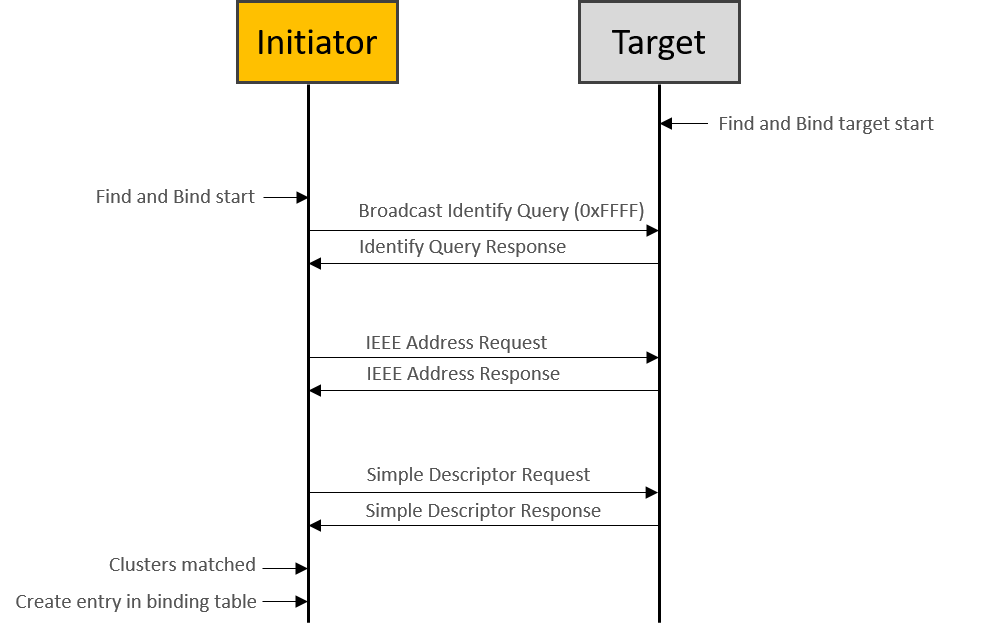 Initiator
Target
Find and Bind target start
Find and Bind start
Broadcast Identify Query (0xFFFF)
Identify Query Response
IEEE Address Request
IEEE Address Response
Simple Descriptor Request
Simple Descriptor Response
Clusters matched
Create entry in binding table